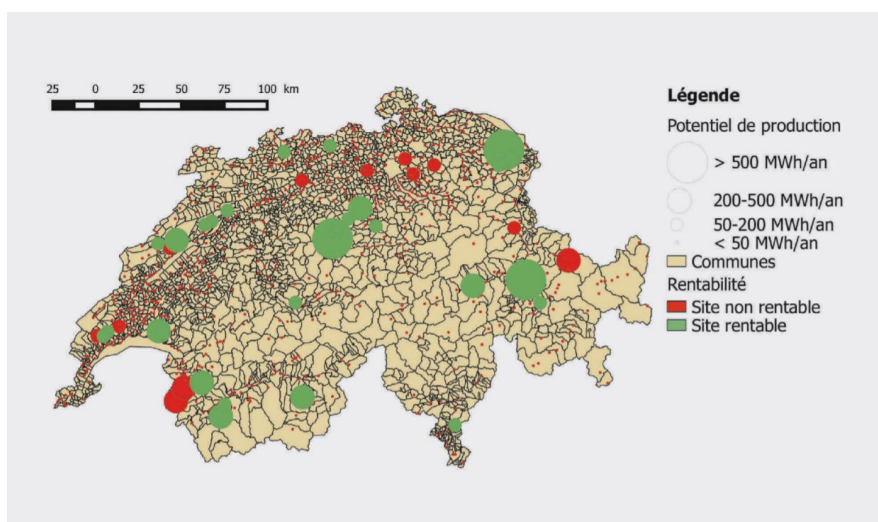 25 0 25 50 75 100 km
Légende
Potentiel de production
> 500 MWh/an
200-500 MWh/an
50-200 MWh/an
< 50 MWh/an
Communes
Rentabilité
Site non rentable
Site rentable